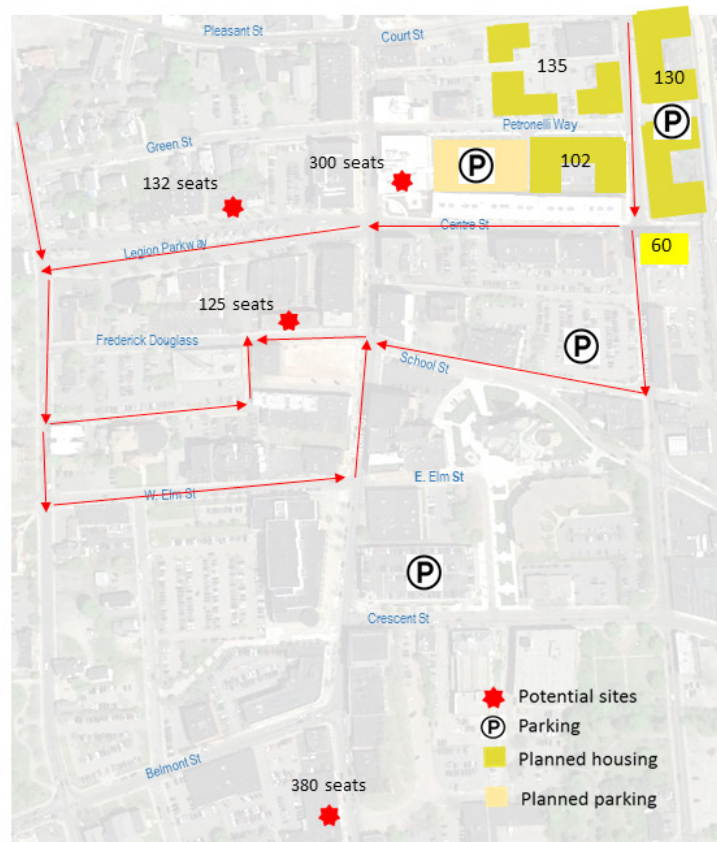 Pleasant St
Court St
135
130
P
Petronelli Way
Green St
300 seats
P
102
132 seats
Legion Parkway
Centre St
60
125 seats
Frederick Douglass
P
School St
W. Elm St
E. Elm St
P
Crescent St
Potential sites
P Parking
Planned housing
Belmont St
Planned parking
380 seats